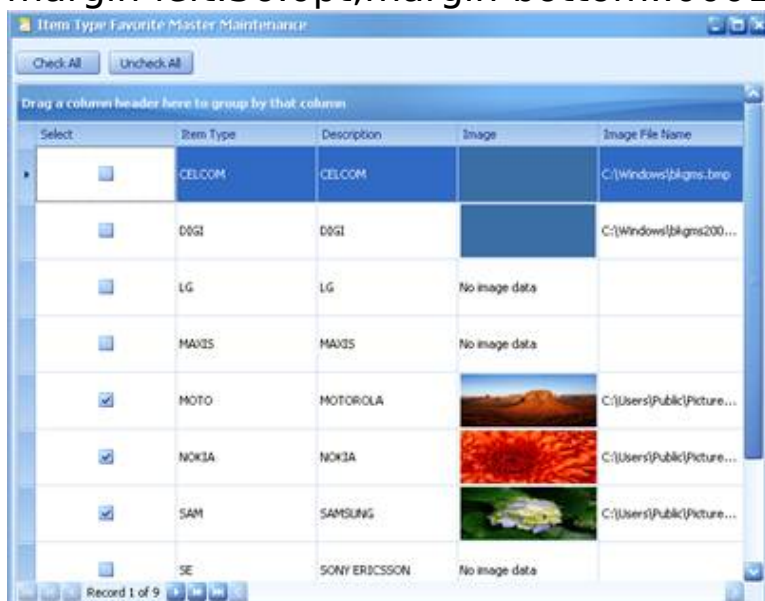 Item Type Favorite Master Maintenance
Check All Uncheck All
Drag a column header here to group by that column
Select Item Type Description Image Image File Name
CELCOM CELCOM C:\Windows\bkgms.bmp
DIGI DIGI C:\Windows\bkgms200...
LG LG No image data
MAXIS MAXIS No image data
MOTO MOTOROLA C:\Users\Public\Picture...
NOKIA NOKIA C:\Users\Public\Picture...
SAM SAMSUNG C:\Users\Public\Picture...
SE SONY ERICSSON No image data
Record 1 of 9